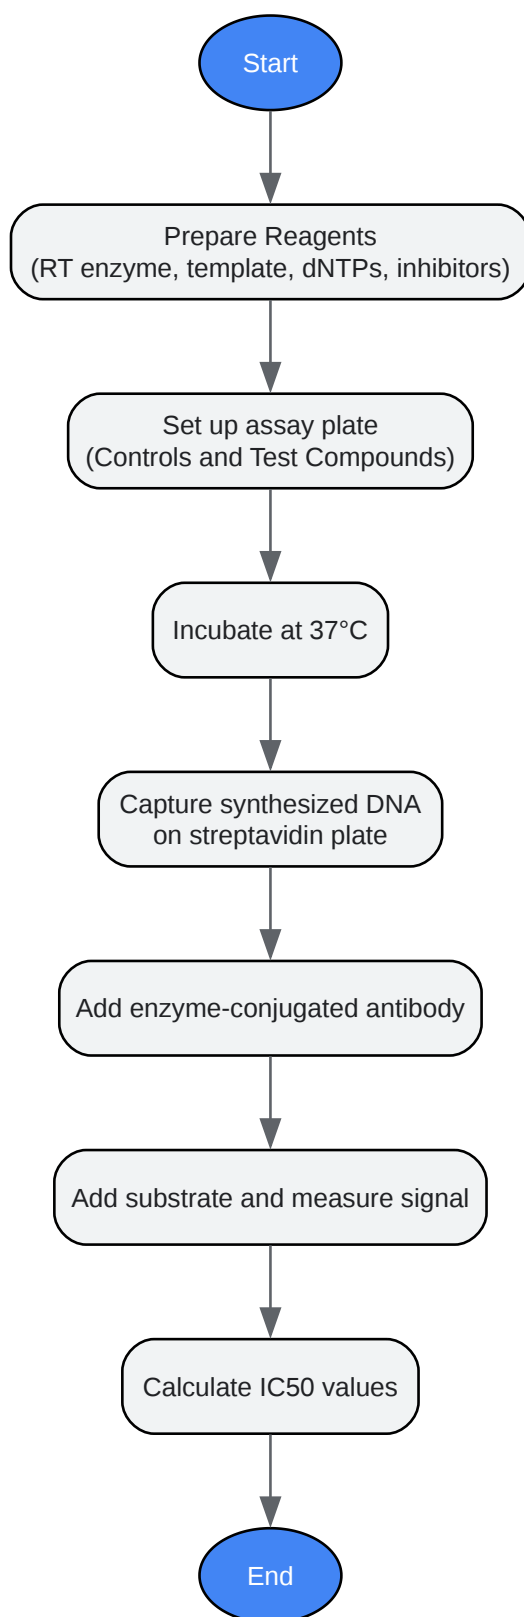 Start
Prepare Reagents
(RT enzyme, template, dNTPs, inhibitors)
Set up assay plate
(Controls and Test Compounds)
Incubate at 37°C
Capture synthesized DNA
on streptavidin plate
Add enzyme-conjugated antibody
Add substrate and measure signal
Calculate IC50 values
End